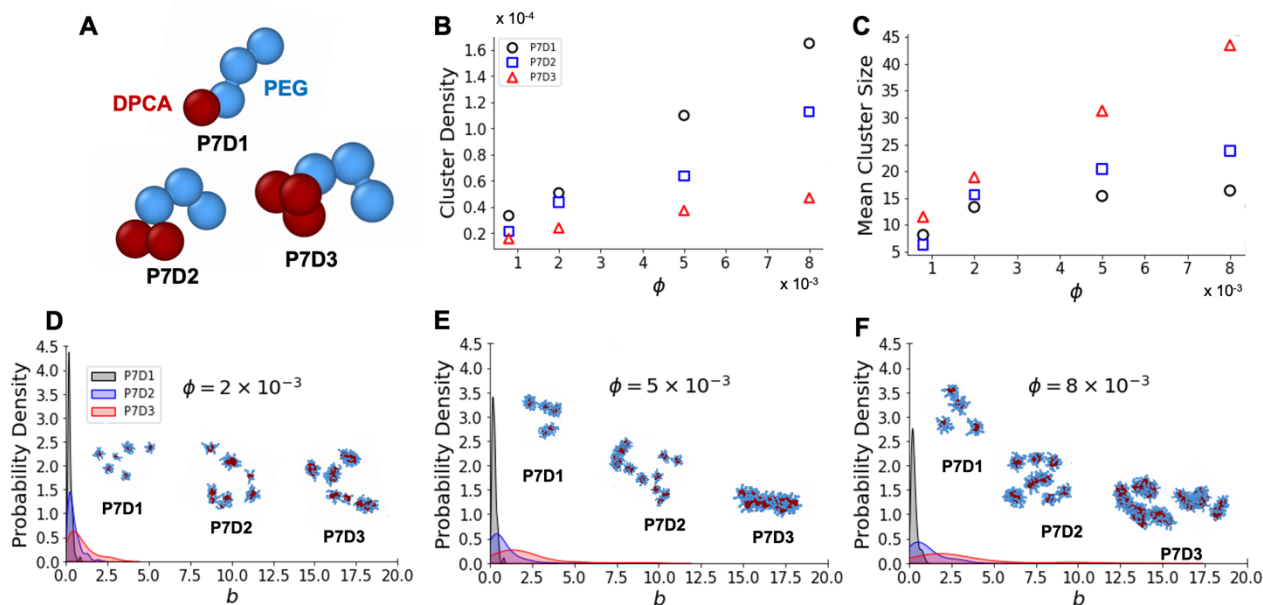 A
DPCA
PEG
P7D1
P7D2
P7D3
B
x 10⁻⁴
Cluster Density
1.6
1.4
1.2
1.0
0.8
0.6
0.4
0.2
P7D1
P7D2
P7D3
1 2 3 4 5 6 7 8
ϕ
x 10⁻³
C
Mean Cluster Size
45
40
35
30
25
20
15
10
5
1 2 3 4 5 6 7 8
ϕ
x 10⁻³
D
Probability Density
4.5
4.0
3.5
3.0
2.5
2.0
1.5
1.0
0.5
0.0
P7D1
P7D2
P7D3
ϕ = 2 × 10⁻³
P7D1
P7D2
P7D3
0.0 2.5 5.0 7.5 10.0 12.5 15.0 17.5 20.0
b
E
Probability Density
4.5
4.0
3.5
3.0
2.5
2.0
1.5
1.0
0.5
0.0
ϕ = 5 × 10⁻³
P7D1
P7D2
P7D3
0.0 2.5 5.0 7.5 10.0 12.5 15.0 17.5 20.0
b
F
Probability Density
4.5
4.0
3.5
3.0
2.5
2.0
1.5
1.0
0.5
0.0
ϕ = 8 × 10⁻³
P7D1
P7D2
P7D3
0.0 2.5 5.0 7.5 10.0 12.5 15.0 17.5 20.0
b